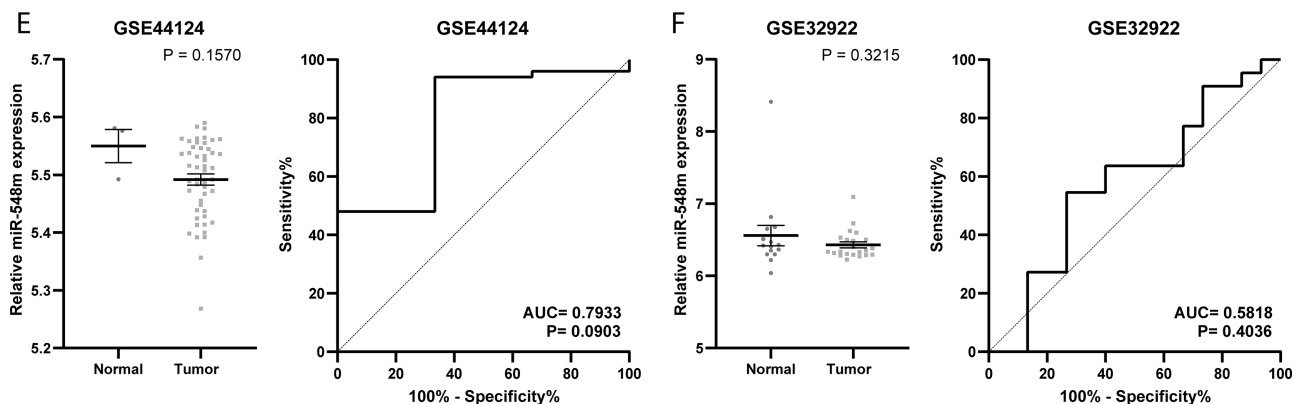 E
GSE44124
P = 0.1570
Relative miR-548m expression
5.7
5.6
5.5
5.4
5.3
5.2
Normal
Tumor
GSE44124
Sensitivity%
100
80
60
40
20
0
AUC= 0.7933
P= 0.0903
0
20
40
60
80
100
100% - Specificity%
F
GSE32922
P = 0.3215
Relative miR-548m expression
9
8
7
6
5
Normal
Tumor
GSE32922
Sensitivity%
100
80
60
40
20
0
AUC= 0.5818
P= 0.4036
0
20
40
60
80
100
100% - Specificity%